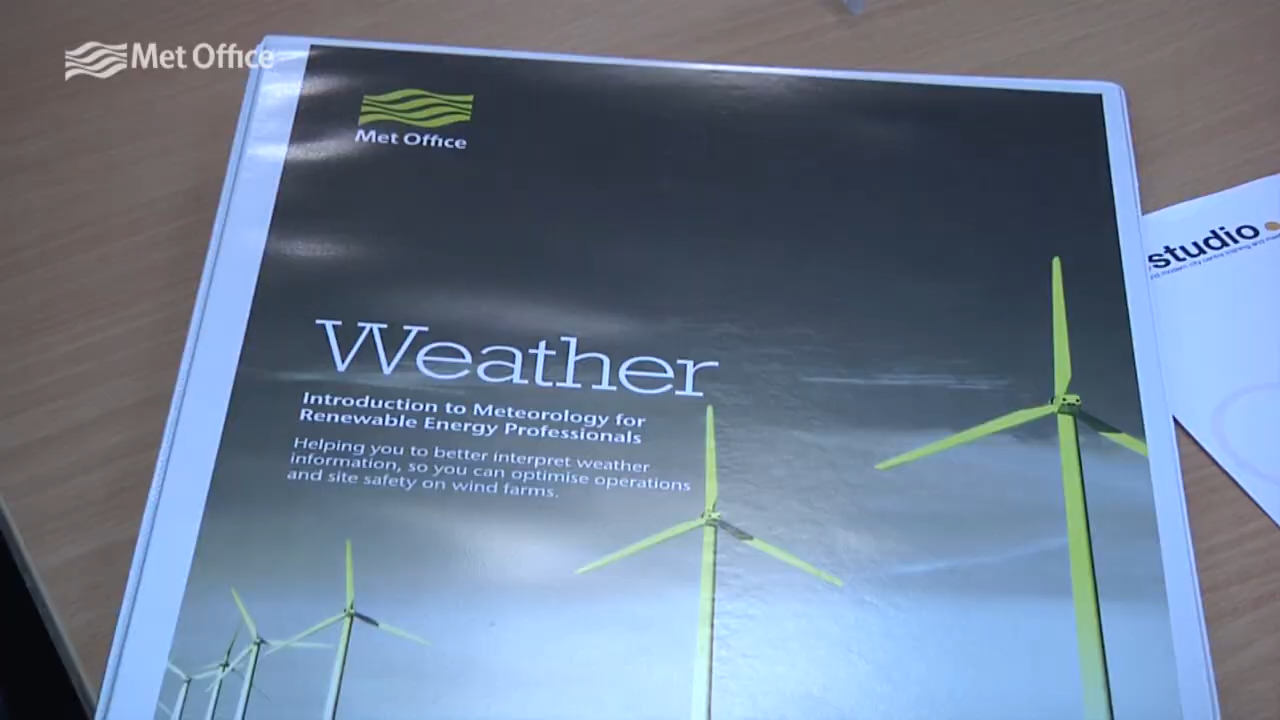 Met Office
Met Office
Weather
Introduction to Meteorology for
Renewable Energy Professionals
Helping you to better interpret weather
information, so you can optimise operations
and site safety on wind farms.
studio